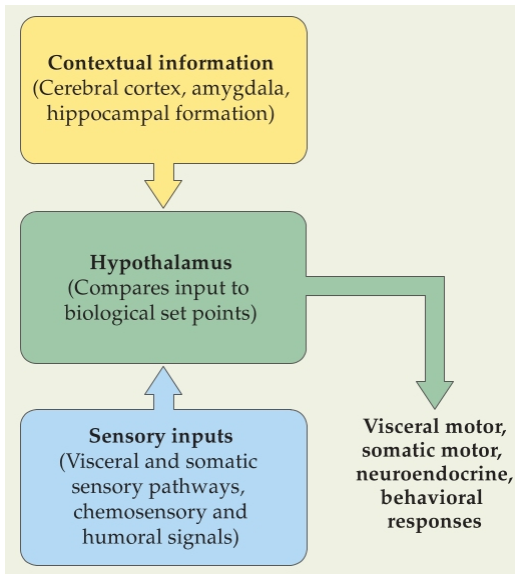 Contextual information
(Cerebral cortex, amygdala,
hippocampal formation)
Hypothalamus
(Compares input to
biological set points)
Sensory inputs
(Visceral and somatic
sensory pathways,
chemosensory and
humoral signals)
Visceral motor,
somatic motor,
neuroendocrine,
behavioral
responses